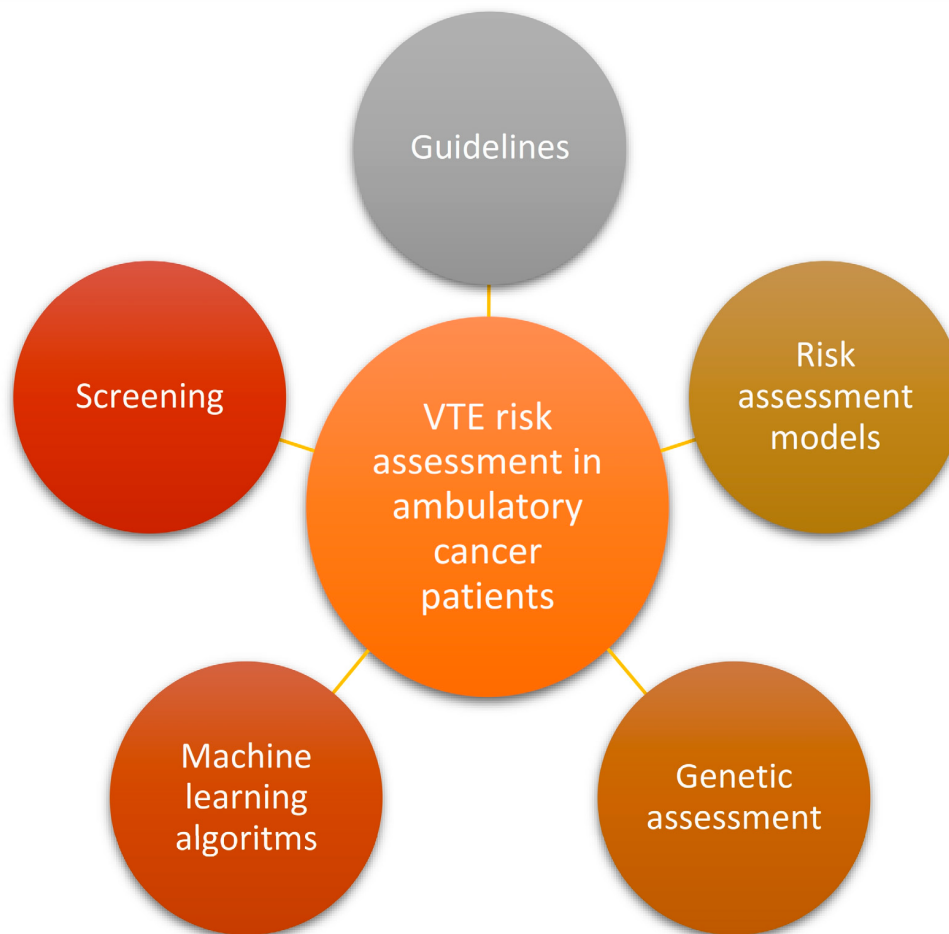 Guidelines
Risk
assessment
models
Screening
VTE risk
assessment in
ambulatory
cancer
patients
Machine
learning
algoritms
Genetic
assessment